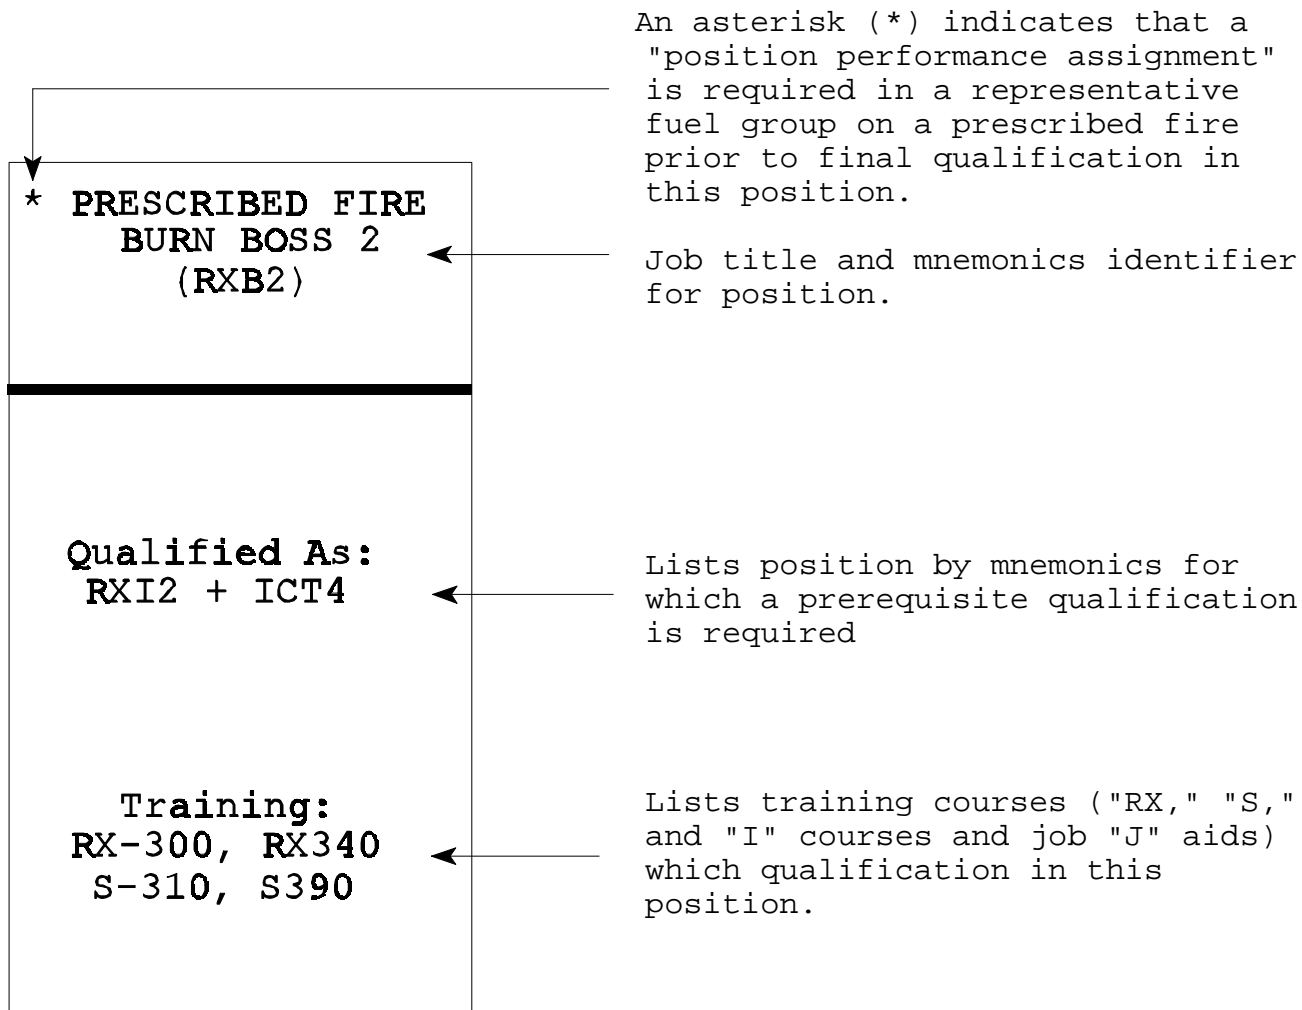 An asterisk (*) indicates that a
"position performance assignment"
is required in a representative
fuel group on a prescribed fire
prior to final qualification in
this position.
* PRESCRIBED FIRE
BURN BOSS 2
(RXB2)
Job title and mnemonics identifier
for position.
Qualified As:
RXI2 + ICT4
Lists position by mnemonics for
which a prerequisite qualification
is required
Training:
RX-300, RX340
S-310, S390
Lists training courses ("RX," "S,"
and "I" courses and job "J" aids)
which qualification in this
position.